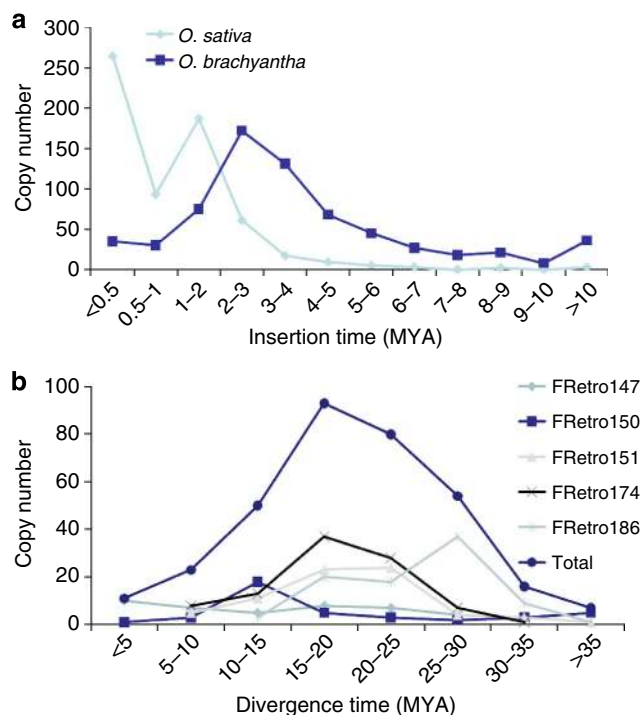 a
O. sativa
O. brachyantha
Copy number
300
250
200
150
100
50
0
<0.5
0.5–1
1–2
2–3
3–4
4–5
5–6
6–7
7–8
8–9
9–10
>10
Insertion time (MYA)
b
Copy number
100
80
60
40
20
0
<5
5–10
10–15
15–20
20–25
25–30
30–35
>35
Divergence time (MYA)
FRetro147
FRetro150
FRetro151
FRetro174
FRetro186
Total